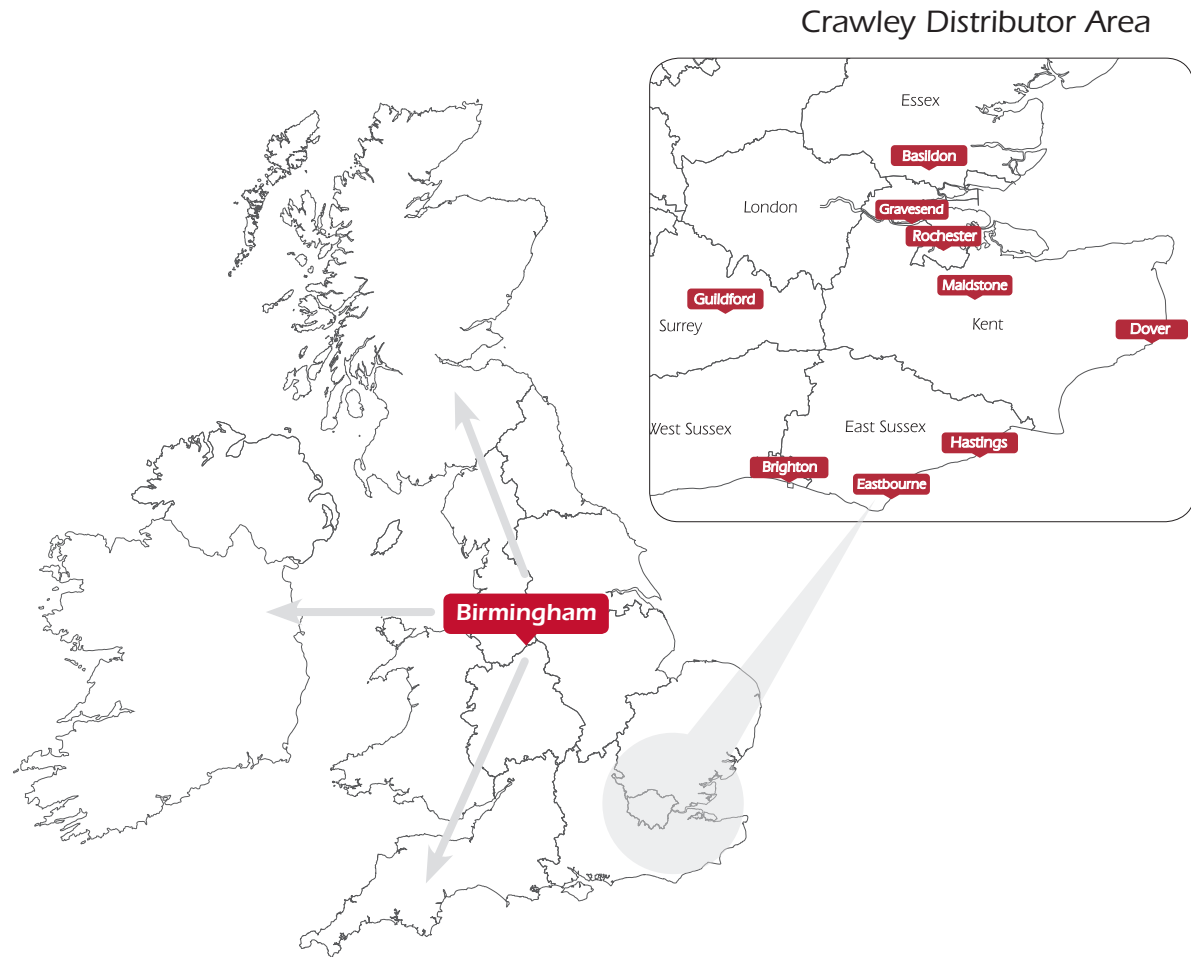 Crawley Distributor Area
Essex
Basildon
London
Gravesend
Rochester
Maidstone
Guildford
Surrey
Kent
Dover
West Sussex
East Sussex
Hastings
Brighton
Eastbourne
Birmingham